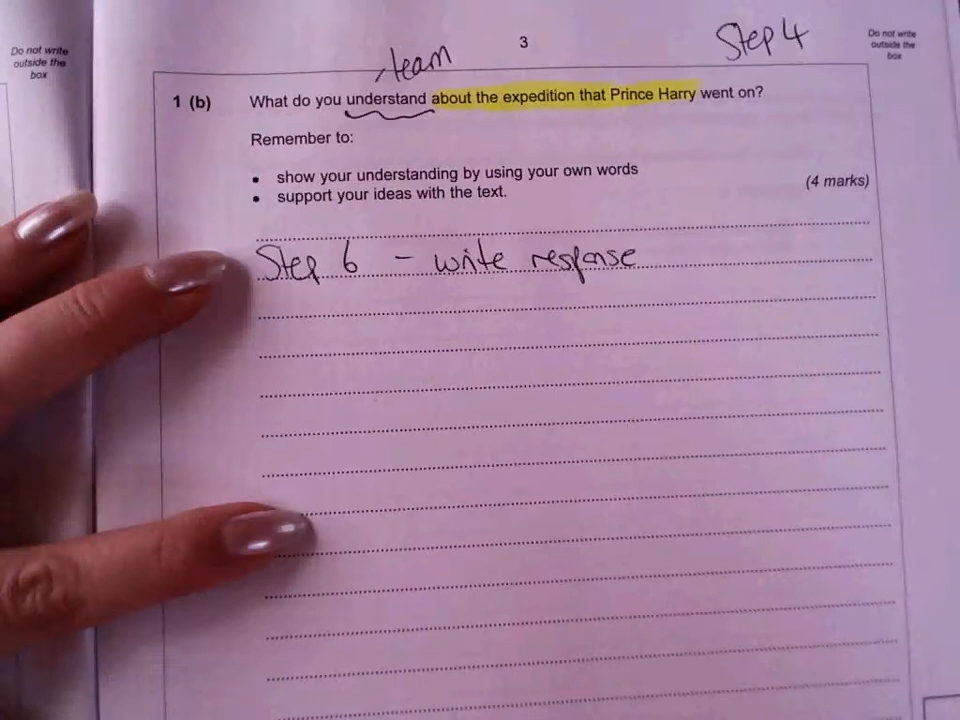 Do not write
outside the
box
team
3
Step 4
Do not write
outside the
box
1 (b) What do you understand about the expedition that Prince Harry went on?
Remember to:
• show your understanding by using your own words
• support your ideas with the text.
(4 marks)
Step 6 - write response